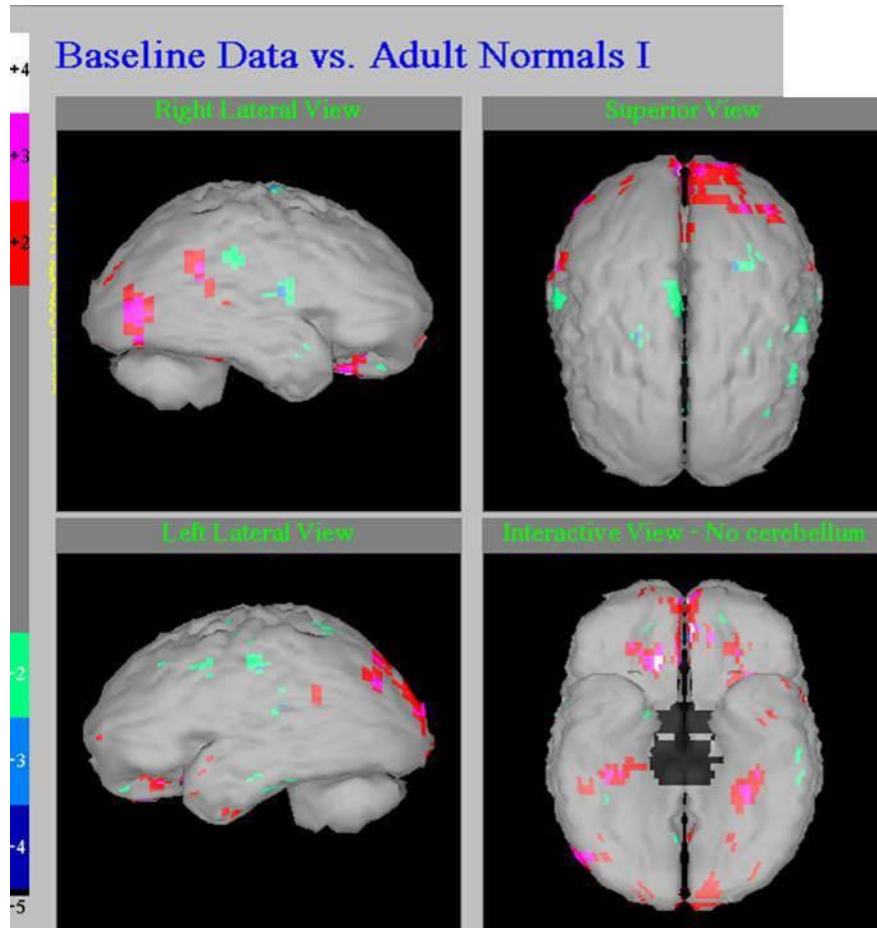 Baseline Data vs. Adult Normals I
Right Lateral View
Superior View
Left Lateral View
Interactive View - No cerebellum
+4
+3
+2
-2
-3
-4
-5